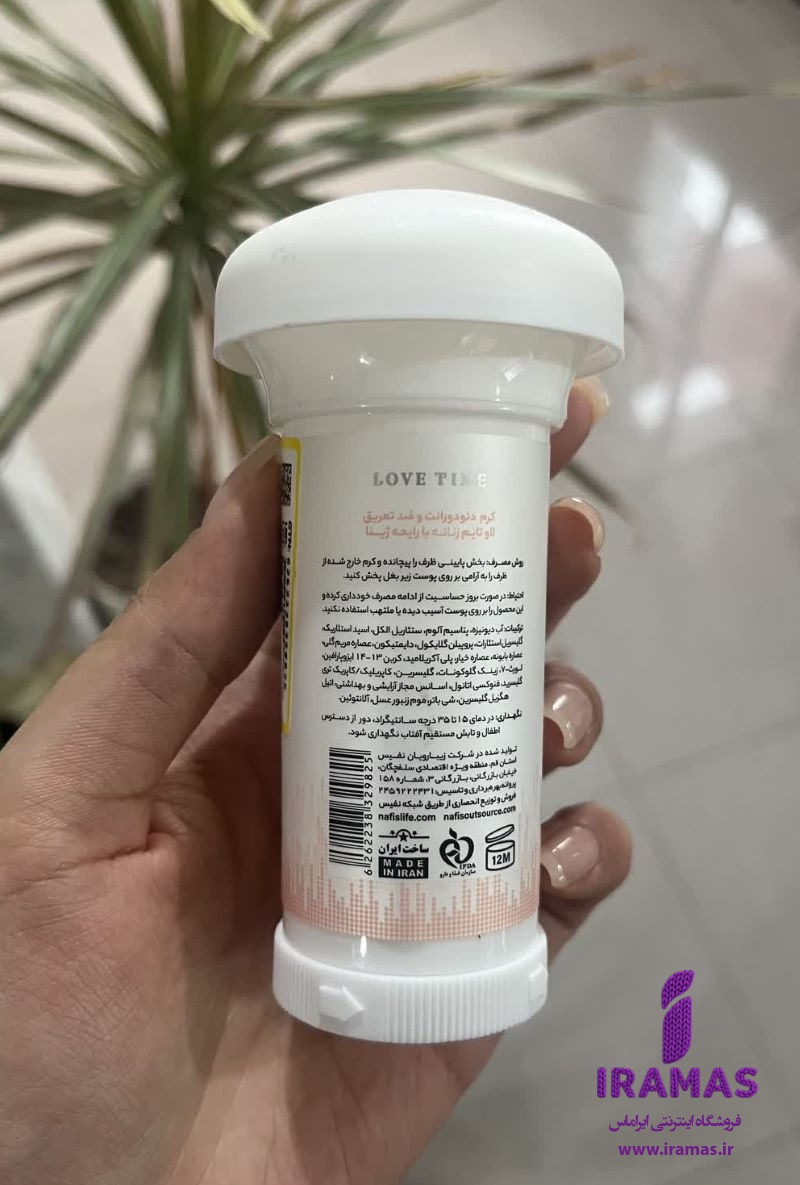 LOVE TIME
کرم دئودورانت و ضد تعریق
لاو تایم زنانه با رایحه ژینا
روش مصرف: بخش پایینی ظرف را پیچانده و کرم خارج شده از
ظرف را به آرامی بر روی پوست زیر بغل پخش کنید.
احتیاط: در صورت بروز حساسیت از ادامه مصرف خودداری کرده و
این محصول را بر روی پوست آسیب دیده یا ملتهب استفاده نکنید.
ترکیبات: آب دیونیزه، پتاسیم آلوم، ستئاریل الکل، اسید استئاریک،
گلیسریل استئارات، پروپیلن گلایکول، دایمتیکون، عصاره مریم گلی،
عصاره بابونه، عصاره خیار، پلی آکریلامید، کربن ۱۳-۱۴ ایزوپارافین،
لورث-۷، زینک گلوکونات، گلیسرین، کاپریلیک/کاپریک تری
گلیسرید، فنوکسی اتانول، اسانس مجاز آرایشی و بهداشتی، اتیل
هگزیل گلیسرین، شی باتر، موم زنبور عسل، آلانتوئین.
نگهداری: در دمای ۱۵ تا ۳۵ درجه سانتیگراد، دور از دسترس
اطفال و تابش مستقیم آفتاب نگهداری شود.
تولید شده در شرکت زیبارویان نفیس
استان قم، منطقه ویژه اقتصادی سلفچگان،
خیابان بازرگانی، بازرگانی ۳، شماره ۱۵۸
پروانه بهره برداری و تاسیس: ۲۴۵۹۲۲۲۴۳۱
فروش و توزیع انحصاری از طریق شبکه نفیس
nafislife.com nafisoutsource.com
6262238329825
ساخت ایران
MADE
IN IRAN
IFDA
سازمان غذا و دارو
12M
IRAMAS
فروشگاه اینترنتی ایراماس
www.iramas.ir